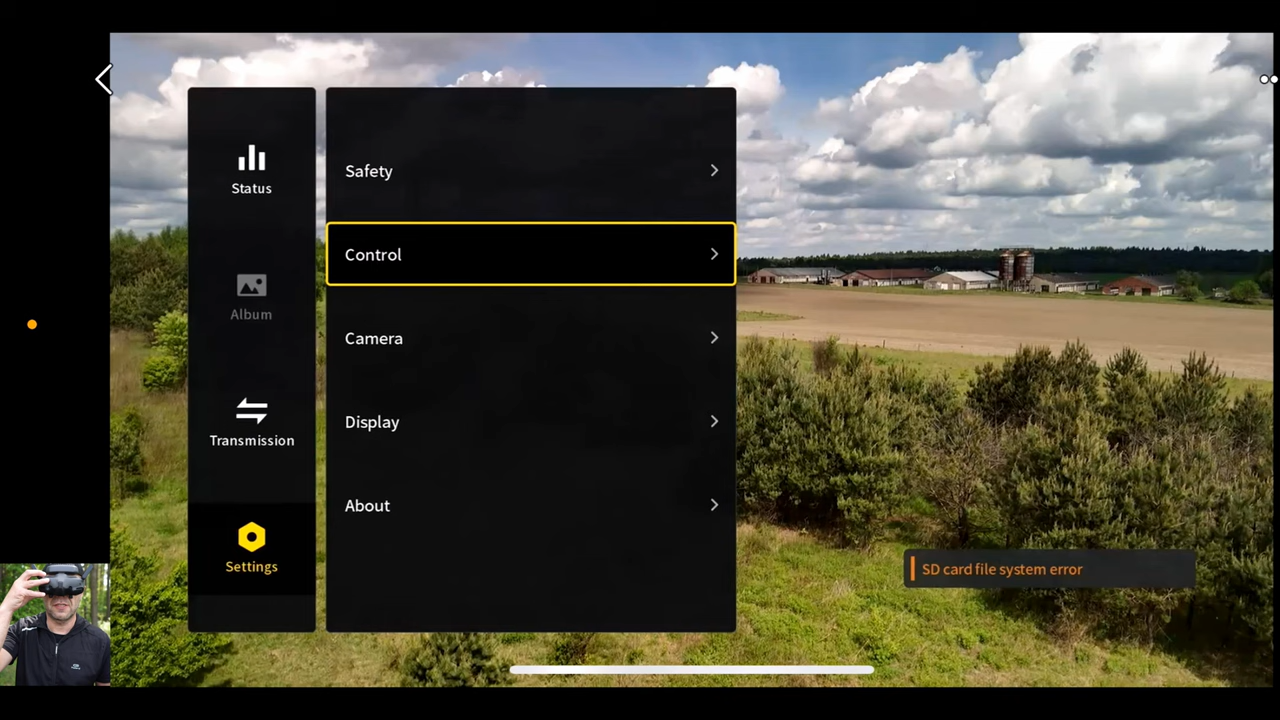 Status
Album
Transmission
Settings
Safety
Control
Camera
Display
About
SD card file system error